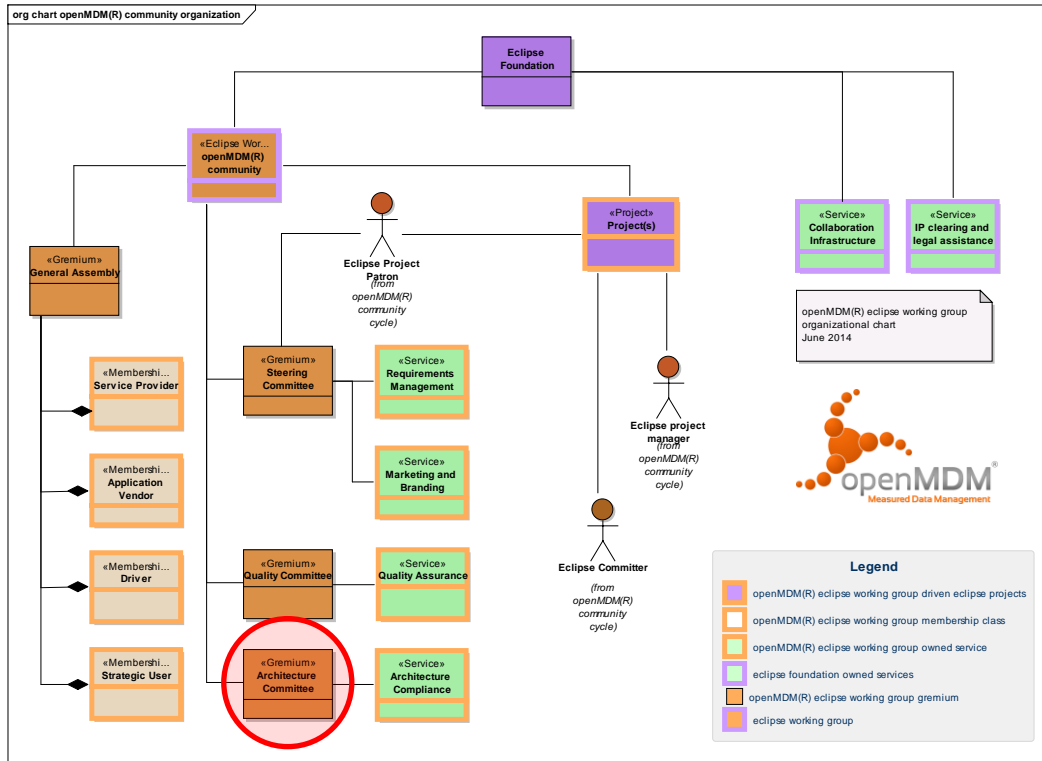 org chart openMDM(R) community organization
Eclipse
Foundation
«Eclipse Wor...
openMDM(R)
community
«Project»
Project(s)
«Service»
Collaboration
Infrastructure
«Service»
IP clearing and
legal assistance
«Gremium»
General Assembly
Eclipse Project
Patron
(from
openMDM(R)
community
cycle)
openMDM(R) eclipse working group
organizational chart
June 2014
«Gremium»
Steering
Committee
«Service»
Requirements
Management
«Membershi...
Service Provider
Eclipse project
manager
(from
openMDM(R)
community
cycle)
«Service»
Marketing and
Branding
«Membershi...
Application
Vendor
openMDM®
Measured Data Management
«Membershi...
Driver
«Gremium»
Quality Committee
«Service»
Quality Assurance
Eclipse Committer
(from
openMDM(R)
community
cycle)
«Membershi...
Strategic User
«Gremium»
Architecture
Committee
«Service»
Architecture
Compliance
Legend
openMDM(R) eclipse working group driven eclipse projects
openMDM(R) eclipse working group membership class
openMDM(R) eclipse working group owned service
eclipse foundation owned services
openMDM(R) eclipse working group gremium
eclipse working group